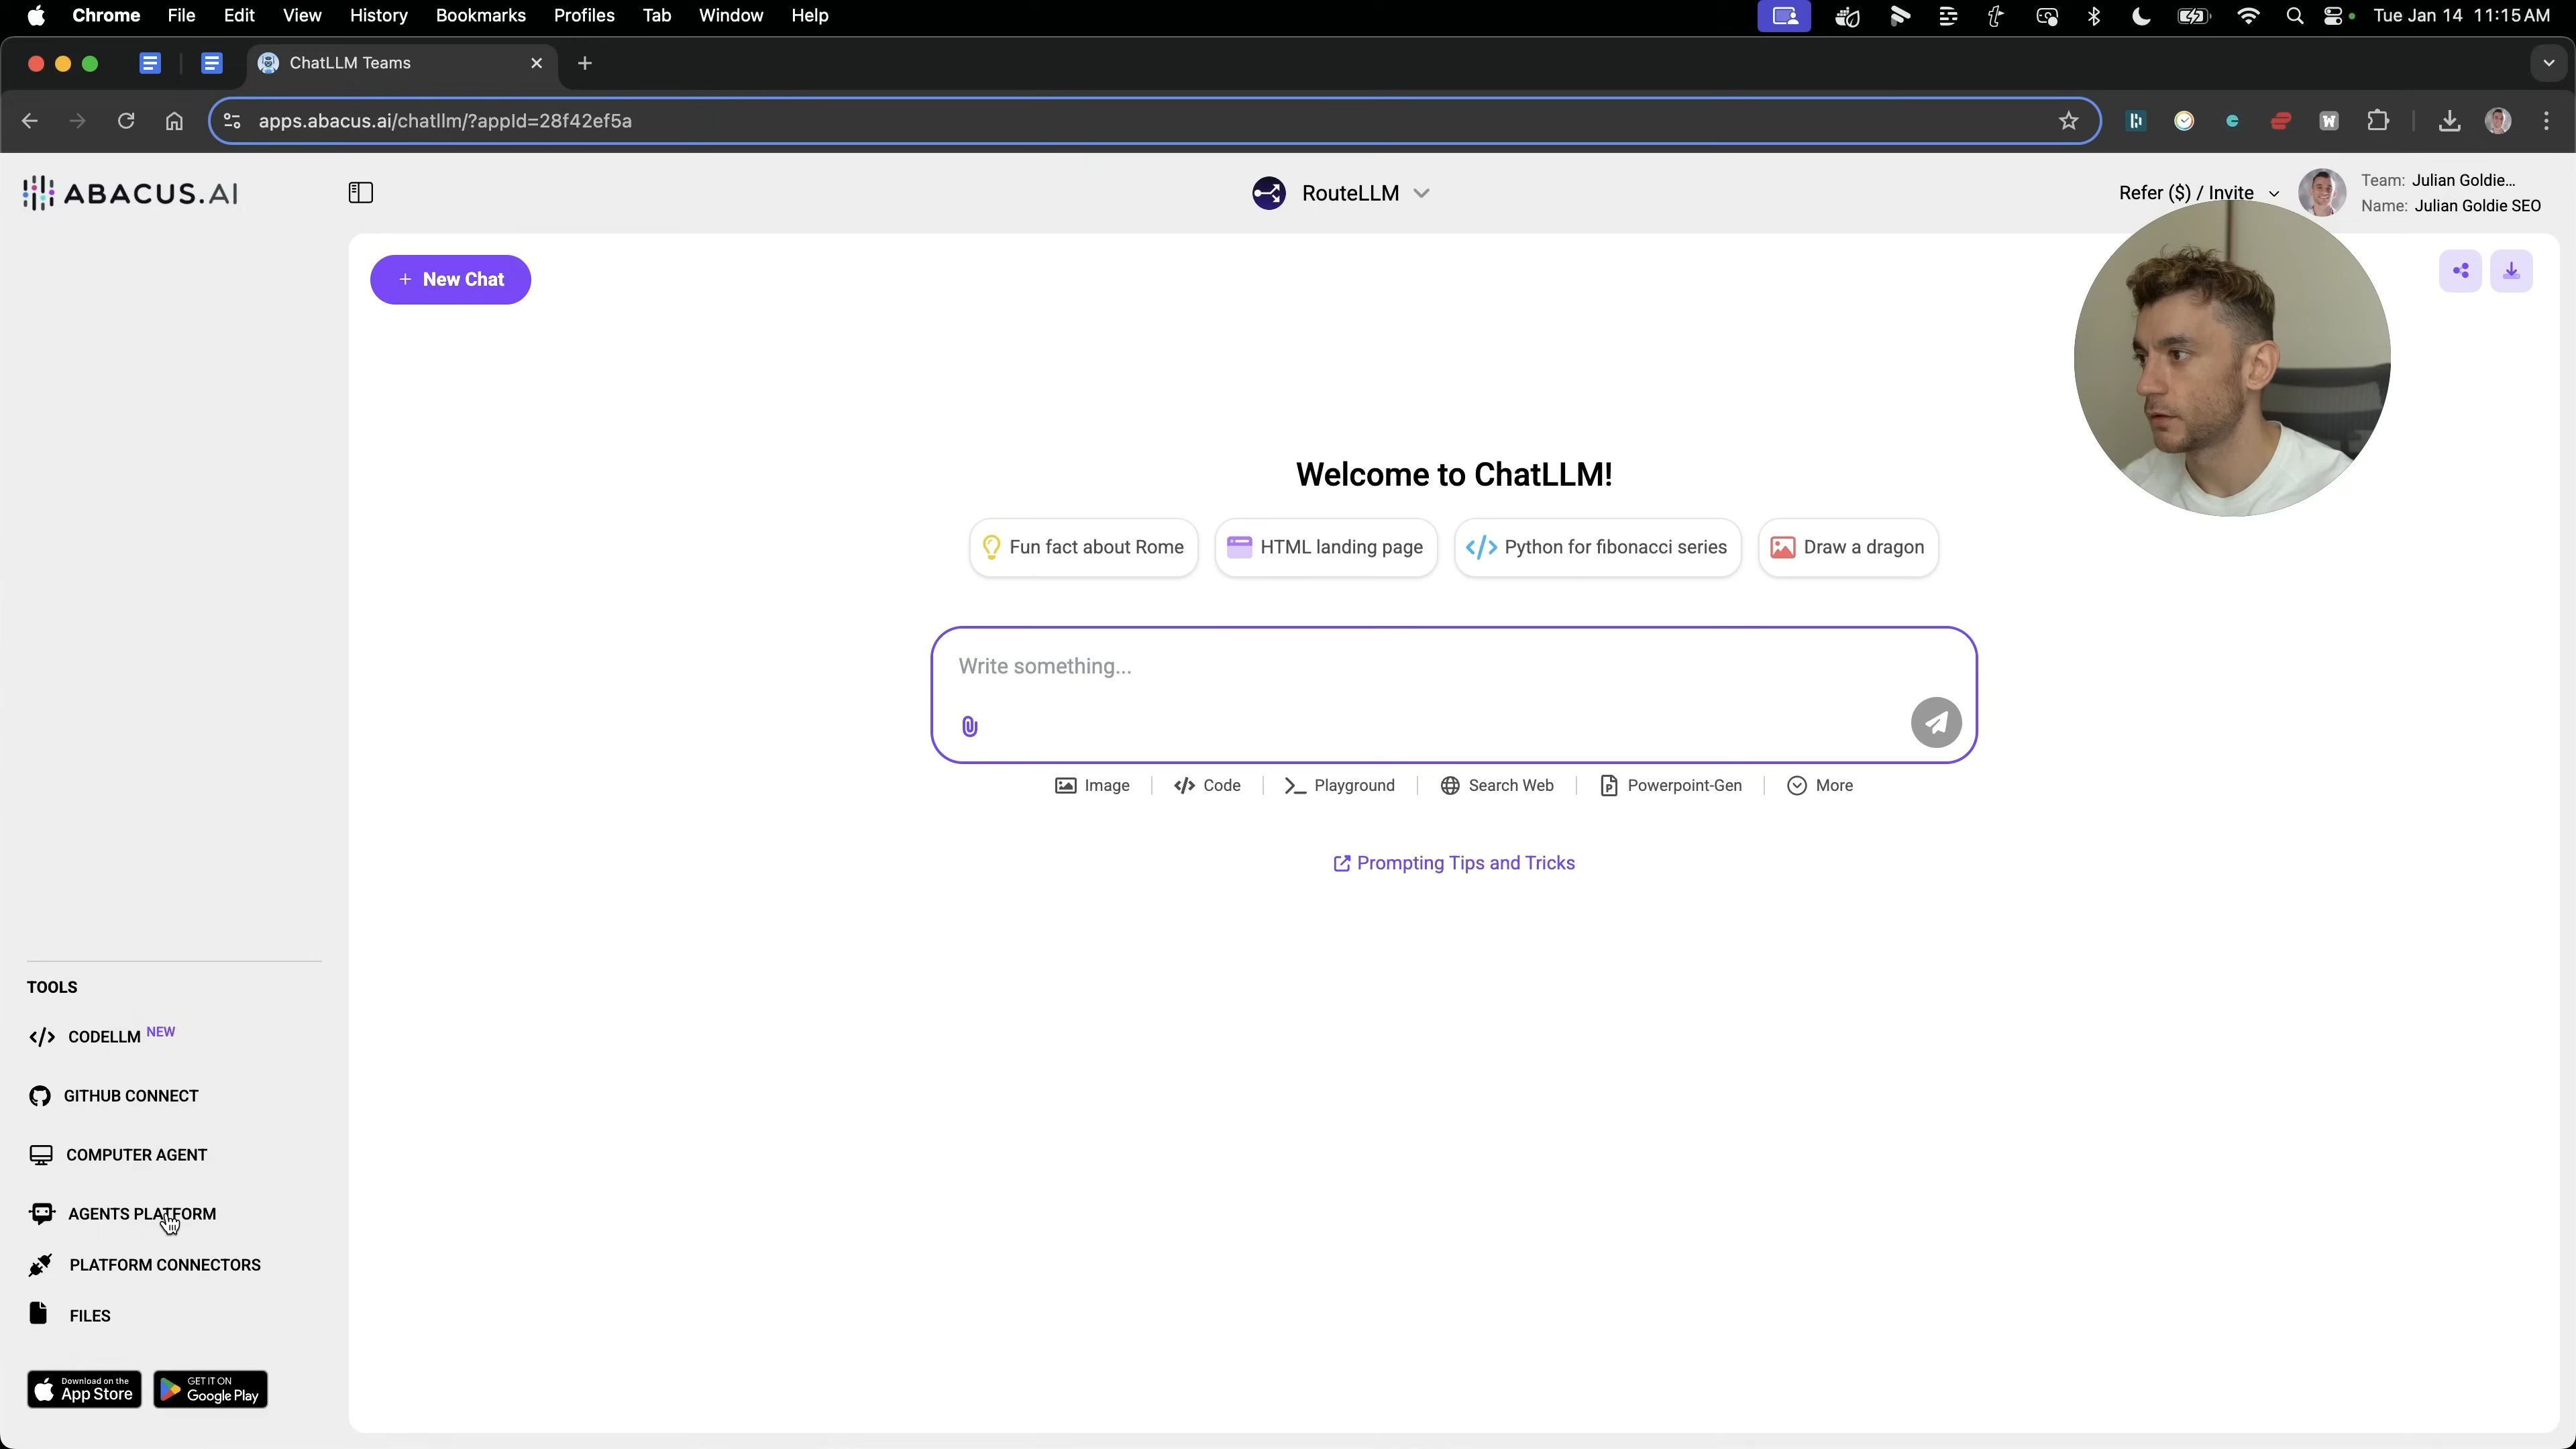 Chrome File Edit View History Bookmarks Profiles Tab Window Help Tue Jan 14 11:15 AM
ChatLLM Teams
apps.abacus.ai/chatllm/?appId=28f42ef5a
ABACUS.AI
RouteLLM
Refer ($) / Invite
Team: Julian Goldie...
Name: Julian Goldie SEO
+ New Chat
Welcome to ChatLLM!
Fun fact about Rome HTML landing page Python for fibonacci series Draw a dragon
Write something...
Image Code Playground Search Web Powerpoint-Gen More
Prompting Tips and Tricks
TOOLS
CODELLM NEW
GITHUB CONNECT
COMPUTER AGENT
AGENTS PLATFORM
PLATFORM CONNECTORS
FILES
Download on the App Store
GET IT ON Google Play